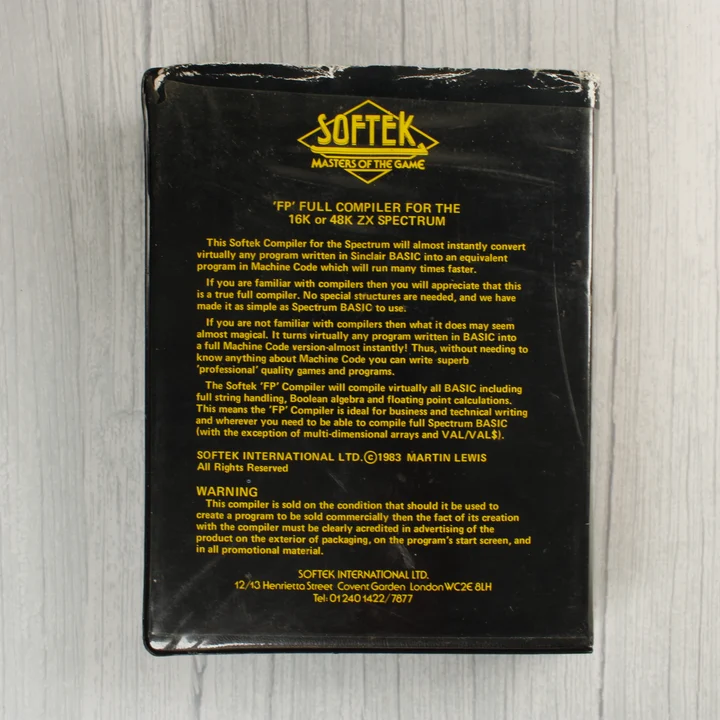 SOFTEK
MASTERS OF THE GAME
'FP' FULL COMPILER FOR THE
16K or 48K ZX SPECTRUM
This Softek Compiler for the Spectrum will almost instantly convert
virtually any program written in Sinclair BASIC into an equivalent
program in Machine Code which will run many times faster.
If you are familiar with compilers then you will appreciate that this
is a true full compiler. No special structures are needed, and we have
made it as simple as Spectrum BASIC to use.
If you are not familiar with compilers then what it does may seem
almost magical. It turns virtually any program written in BASIC into
a full Machine Code version-almost instantly! Thus, without needing to
know anything about Machine Code you can write superb
'professional' quality games and programs.
The Softek 'FP' Compiler will compile virtually all BASIC including
full string handling, Boolean algebra and floating point calculations.
This means the 'FP' Compiler is ideal for business and technical writing
and wherever you need to be able to compile full Spectrum BASIC
(with the exception of multi-dimensional arrays and VAL/VAL$).
SOFTEK INTERNATIONAL LTD.©1983 MARTIN LEWIS
All Rights Reserved
WARNING
This compiler is sold on the condition that should it be used to
create a program to be sold commercially then the fact of its creation
with the compiler must be clearly acredited in advertising of the
product on the exterior of packaging, on the program's start screen, and
in all promotional material.
SOFTEK INTERNATIONAL LTD.
12/13 Henrietta Street Covent Garden London WC2E 8LH
Tel: 01 240 1422/7877